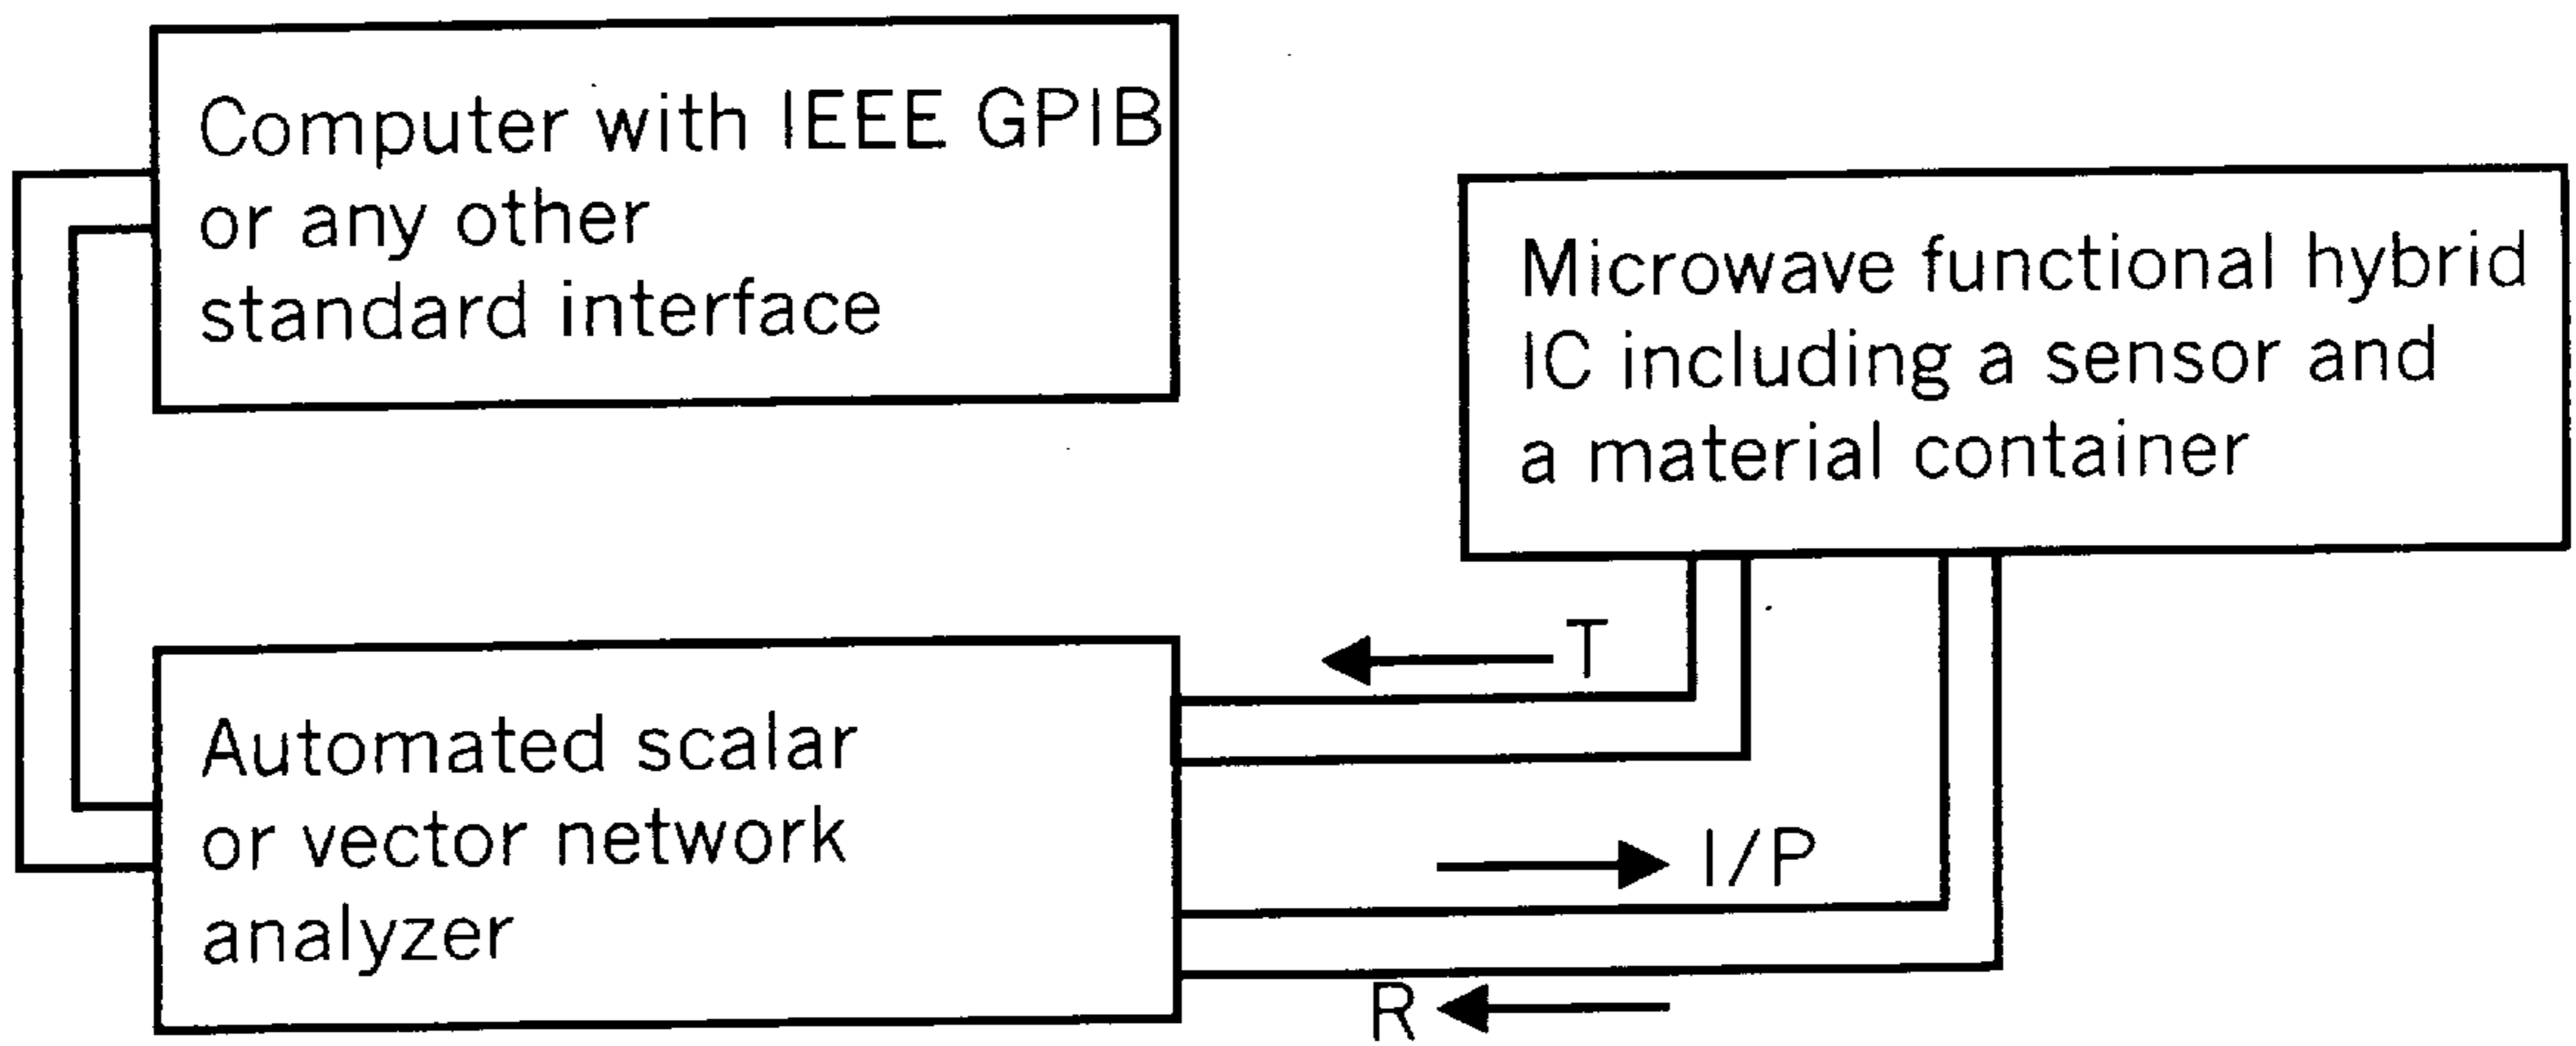 Computer with IEEE GPIB
or any other
standard interface
Microwave functional hybrid
IC including a sensor and
a material container
T
Automated scalar
or vector network
analyzer
I/P
R